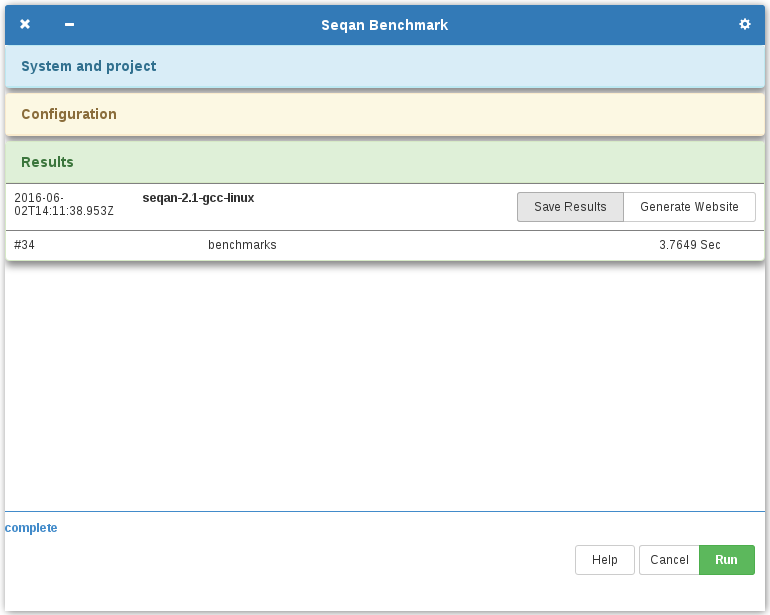 Seqan Benchmark
System and project
Configuration
Results
2016-06-
02T14:11:38.953Z
seqan-2.1-gcc-linux
Save Results
Generate Website
#34 benchmarks 3.7649 Sec
complete
Help
Cancel
Run